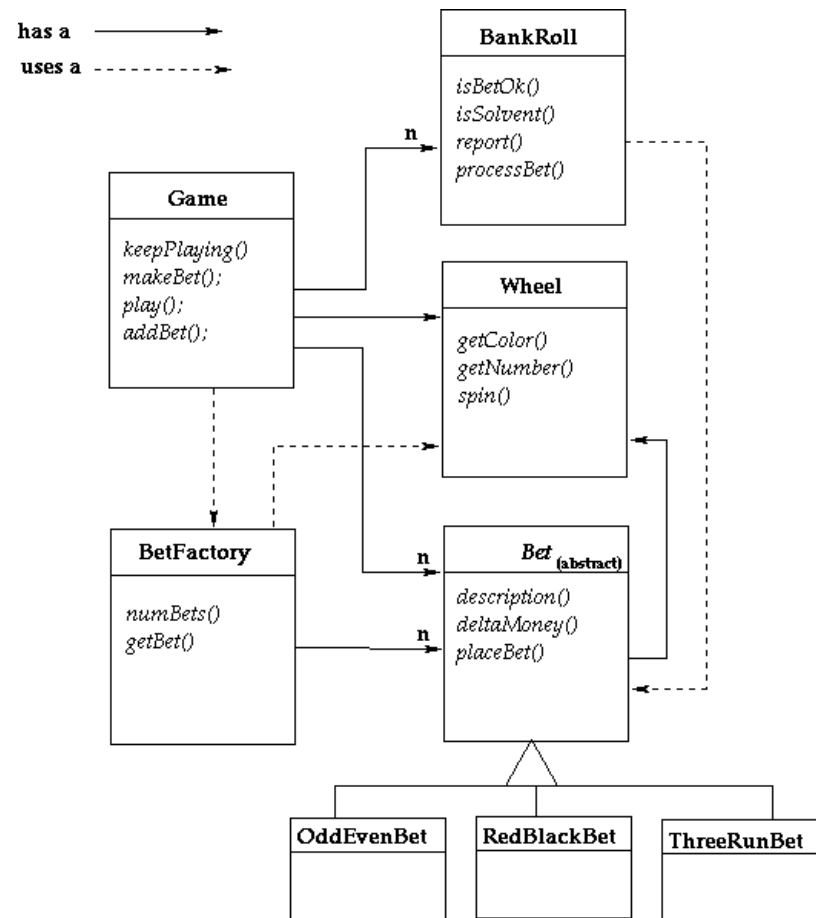 has a
uses a
BankRoll
isBetOk()
isSolvent()
report()
processBet()
n
Game
keepPlaying()
makeBet();
play();
addBet();
Wheel
getColor()
getNumber()
spin()
BetFactory
numBets()
getBet()
n
n
Bet (abstract)
description()
deltaMoney()
placeBet()
OddEvenBet
RedBlackBet
ThreeRunBet